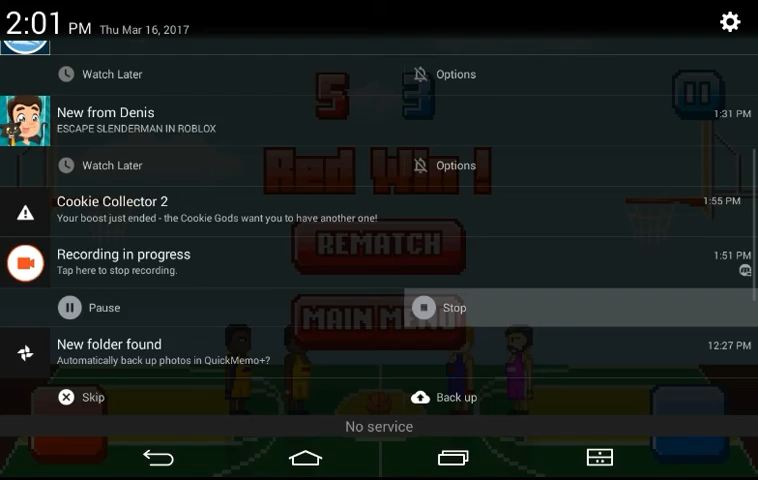 2:01 PM Thu Mar 16, 2017
Watch Later Options
5 3
New from Denis 1:31 PM
ESCAPE SLENDERMAN IN ROBLOX
Watch Later Options
Red Win!
Cookie Collector 2 1:55 PM
Your boost just ended - the Cookie Gods want you to have another one!
REMATCH
Recording in progress 1:51 PM
Tap here to stop recording.
Pause Stop
MAIN MENU
New folder found 12:27 PM
Automatically back up photos in QuickMemo+?
Skip Back up
No service